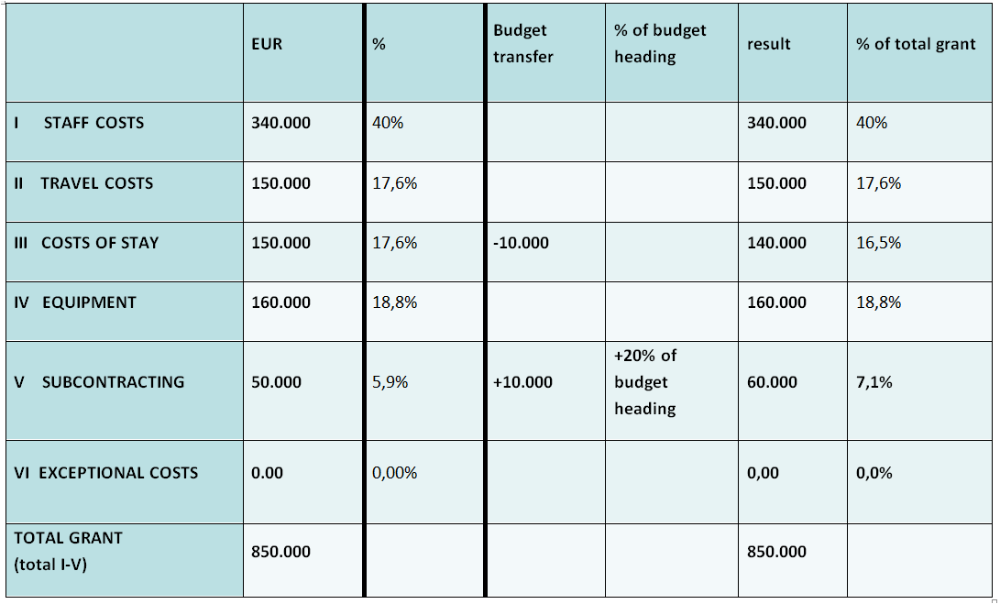 EUR % Budget transfer % of budget heading result % of total grant
I STAFF COSTS 340.000 40% 340.000 40%
II TRAVEL COSTS 150.000 17,6% 150.000 17,6%
III COSTS OF STAY 150.000 17,6% -10.000 140.000 16,5%
IV EQUIPMENT 160.000 18,8% 160.000 18,8%
V SUBCONTRACTING 50.000 5,9% +10.000 +20% of budget heading 60.000 7,1%
VI EXCEPTIONAL COSTS 0.00 0,00% 0,00 0,0%
TOTAL GRANT (total I-V) 850.000 850.000